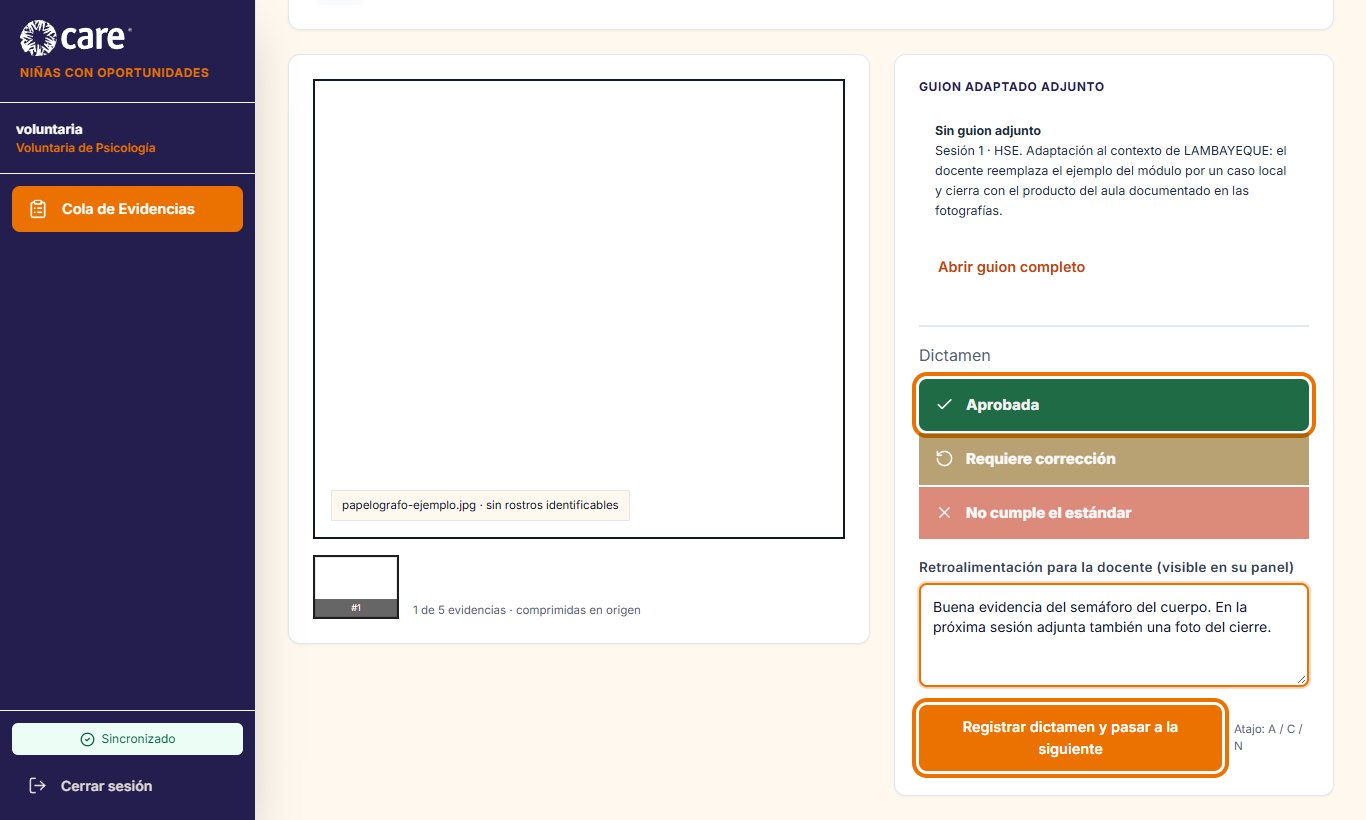 care
NIÑAS CON OPORTUNIDADES
voluntaria
Voluntaria de Psicología
Cola de Evidencias
Sincronizado
Cerrar sesión
papelografo-ejemplo.jpg · sin rostros identificables
#1
1 de 5 evidencias · comprimidas en origen
GUION ADAPTADO ADJUNTO
Sin guion adjunto
Sesión 1 · HSE. Adaptación al contexto de LAMBAYEQUE: el
docente reemplaza el ejemplo del módulo por un caso local
y cierra con el producto del aula documentado en las
fotografías.
Abrir guion completo
Dictamen
Aprobada
Requiere corrección
No cumple el estándar
Retroalimentación para la docente (visible en su panel)
Buena evidencia del semáforo del cuerpo. En la
próxima sesión adjunta también una foto del cierre.
Registrar dictamen y pasar a la
siguiente
Atajo: A / C /
N